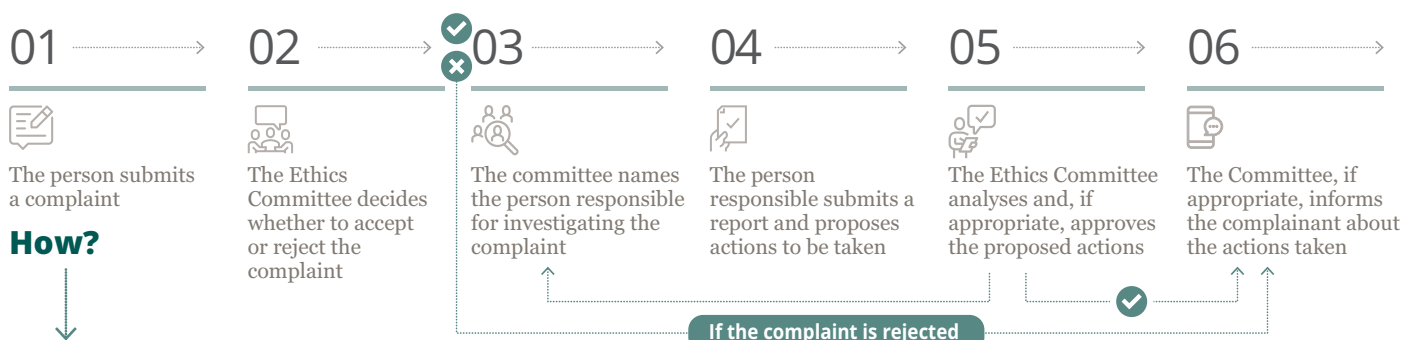 01
The person submits
a complaint
How?
02
The Ethics
Committee decides
whether to accept
or reject the
complaint
03
The committee names
the person responsible
for investigating the
complaint
04
The person
responsible submits a
report and proposes
actions to be taken
05
The Ethics Committee
analyses and, if
appropriate, approves
the proposed actions
06
The Committee, if
appropriate, informs
the complainant about
the actions taken
If the complaint is rejected